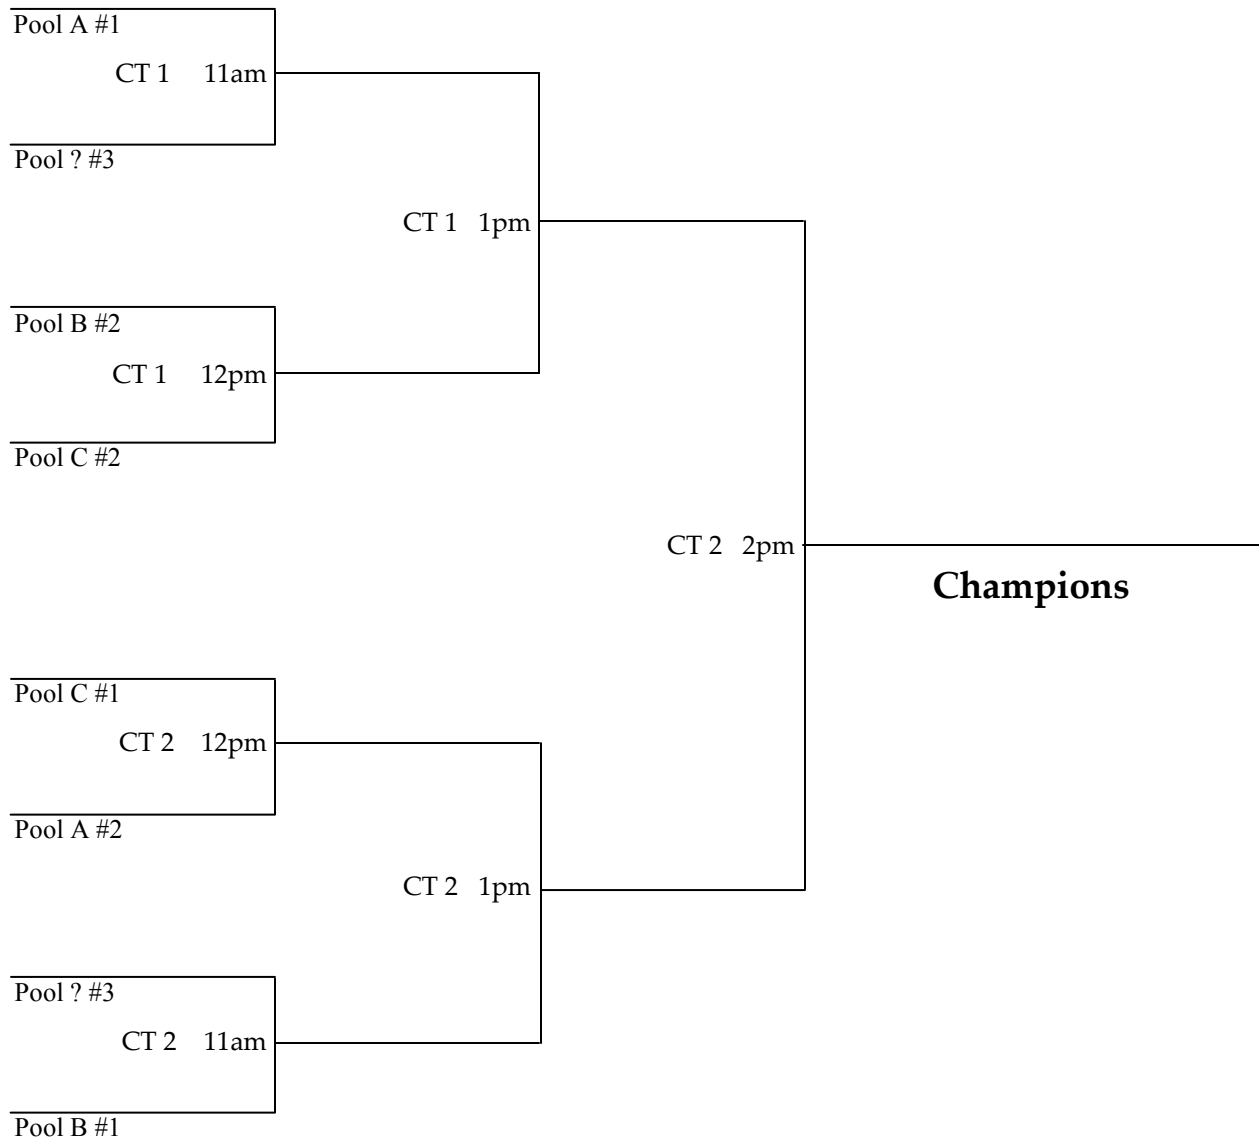 Pool A #1
CT 1 11am
Pool ? #3
CT 1 1pm
Pool B #2
CT 1 12pm
Pool C #2
CT 2 2pm
Champions
Pool C #1
CT 2 12pm
Pool A #2
CT 2 1pm
Pool ? #3
CT 2 11am
Pool B #1